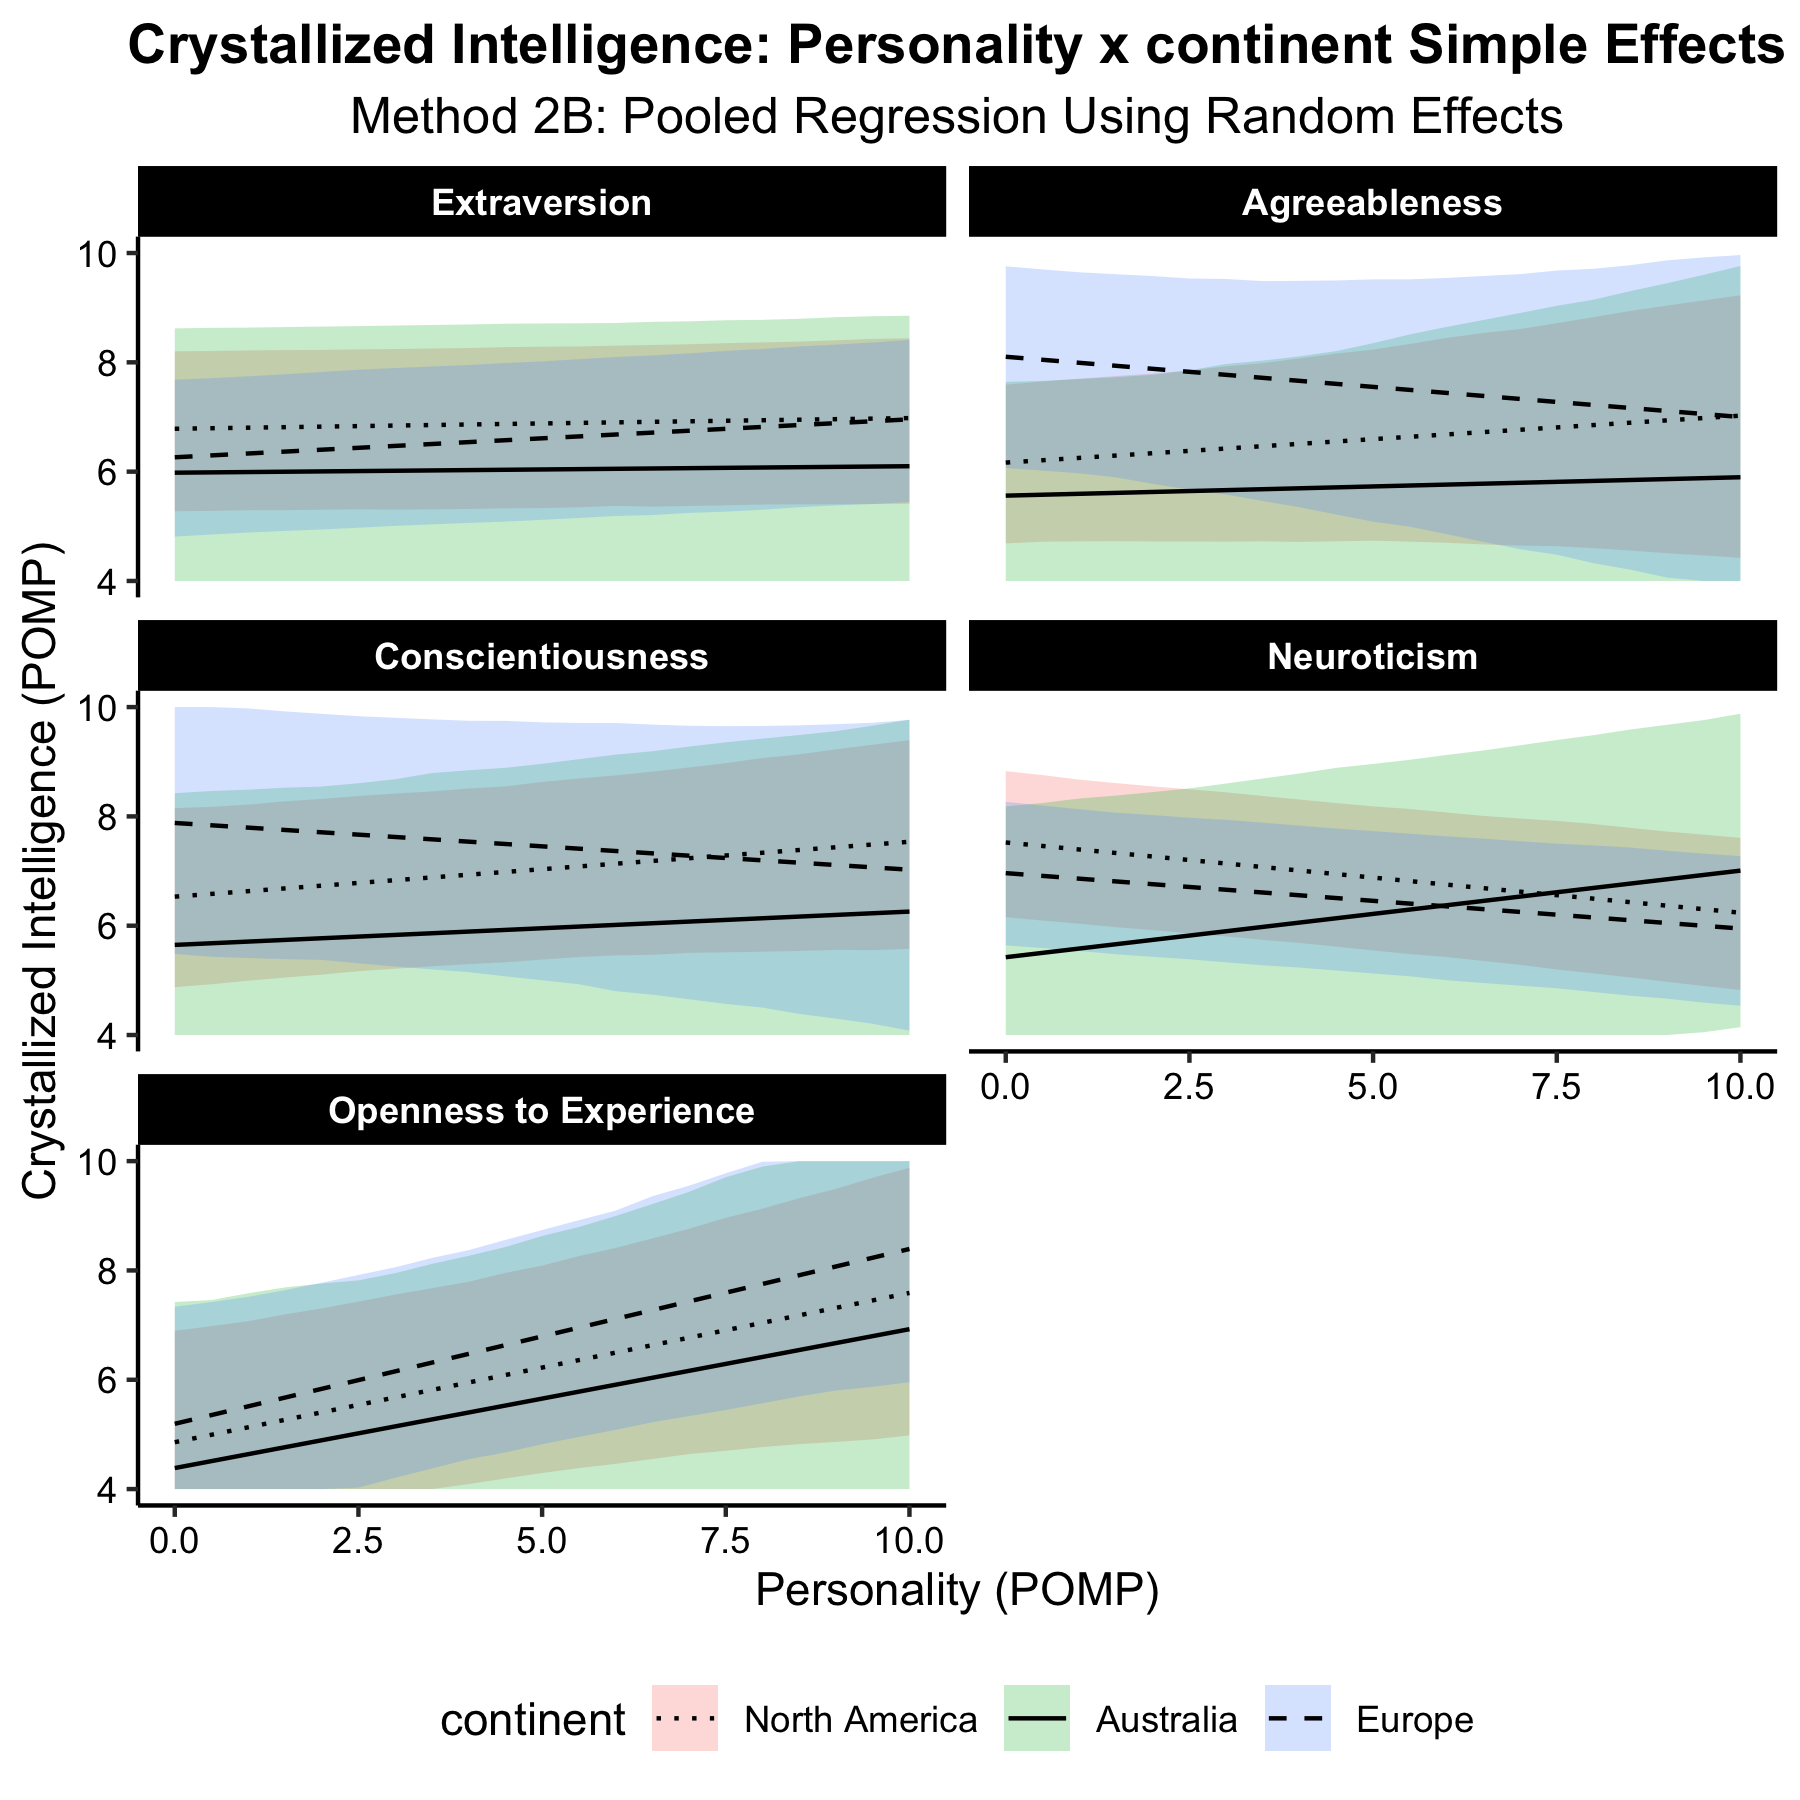 Crystallized Intelligence: Personality x continent Simple Effects
Method 2B: Pooled Regression Using Random Effects
Extraversion
Agreeableness
10
8
6
4
Conscientiousness
Neuroticism
10
8
6
4
0.0 2.5 5.0 7.5 10.0
Openness to Experience
10
8
6
4
0.0 2.5 5.0 7.5 10.0
Crystallized Intelligence (POMP)
Personality (POMP)
continent North America Australia Europe